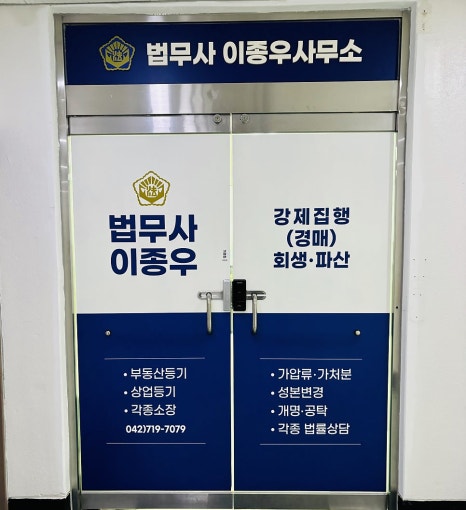 법무사 이종우사무소
법무사
이종우
강제집행
(경매)
회생·파산
• 부동산등기
• 상업등기
• 각종소장
042)719-7079
• 가압류·가처분
• 성본변경
• 개명·공탁
• 각종 법률상담